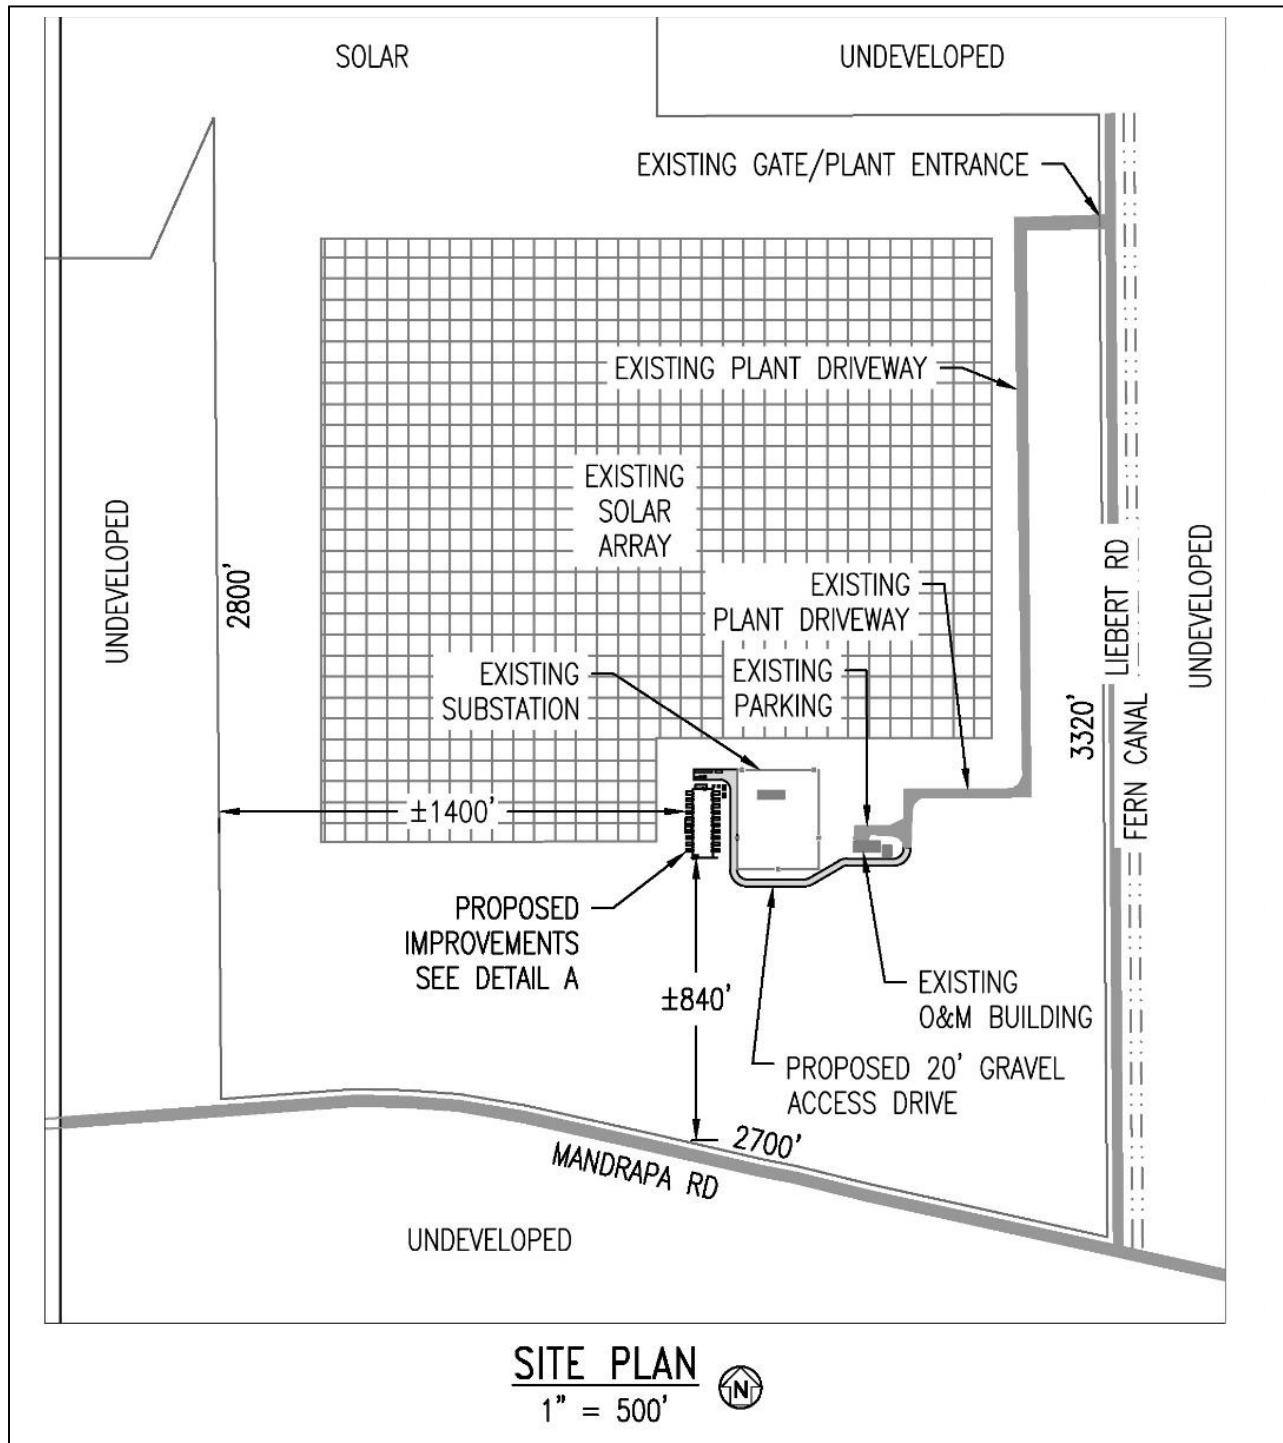 SOLAR
UNDEVELOPED
EXISTING GATE/PLANT ENTRANCE
EXISTING PLANT DRIVEWAY
EXISTING
SOLAR
ARRAY
UNDEVELOPED
2800'
EXISTING
PLANT DRIVEWAY
LIEBERT RD
UNDEVELOPED
EXISTING
SUBSTATION
EXISTING
PARKING
3320'
FERN CANAL
±1400'
PROPOSED
IMPROVEMENTS
SEE DETAIL A
±840'
EXISTING
O&M BUILDING
PROPOSED 20' GRAVEL
ACCESS DRIVE
2700'
MANDRAPA RD
UNDEVELOPED
SITE PLAN
1" = 500'
N